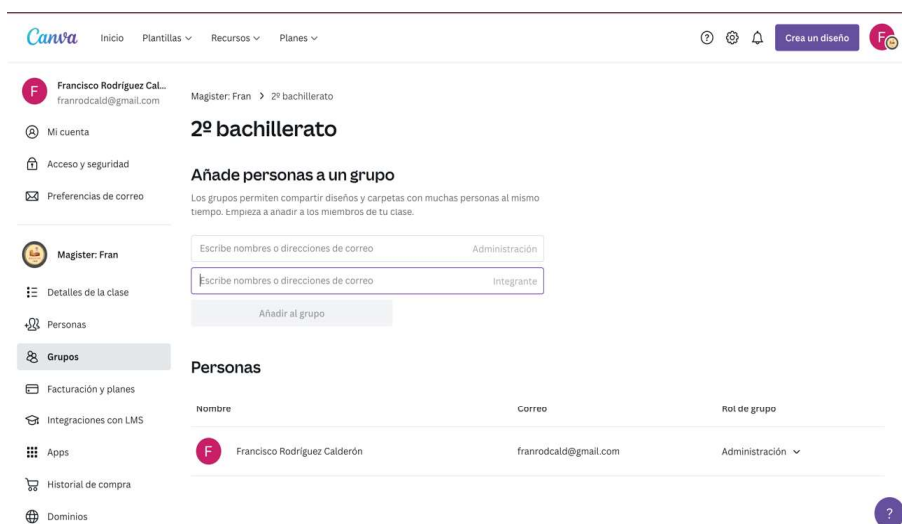 Canva
Inicio
Plantillas
Recursos
Planes
Crea un diseño
F
F
Francisco Rodríguez Cal...
franrodcald@gmail.com
Mi cuenta
Acceso y seguridad
Preferencias de correo
Magister: Fran
Detalles de la clase
Personas
Grupos
Facturación y planes
Integraciones con LMS
Apps
Historial de compra
Dominios
Magister: Fran > 2º bachillerato
2º bachillerato
Añade personas a un grupo
Los grupos permiten compartir diseños y carpetas con muchas personas al mismo
tiempo. Empieza a añadir a los miembros de tu clase.
Escribe nombres o direcciones de correo Administración
Escribe nombres o direcciones de correo Integrante
Añadir al grupo
Personas
Nombre Correo Rol de grupo
F Francisco Rodríguez Calderón franrodcald@gmail.com Administración
?